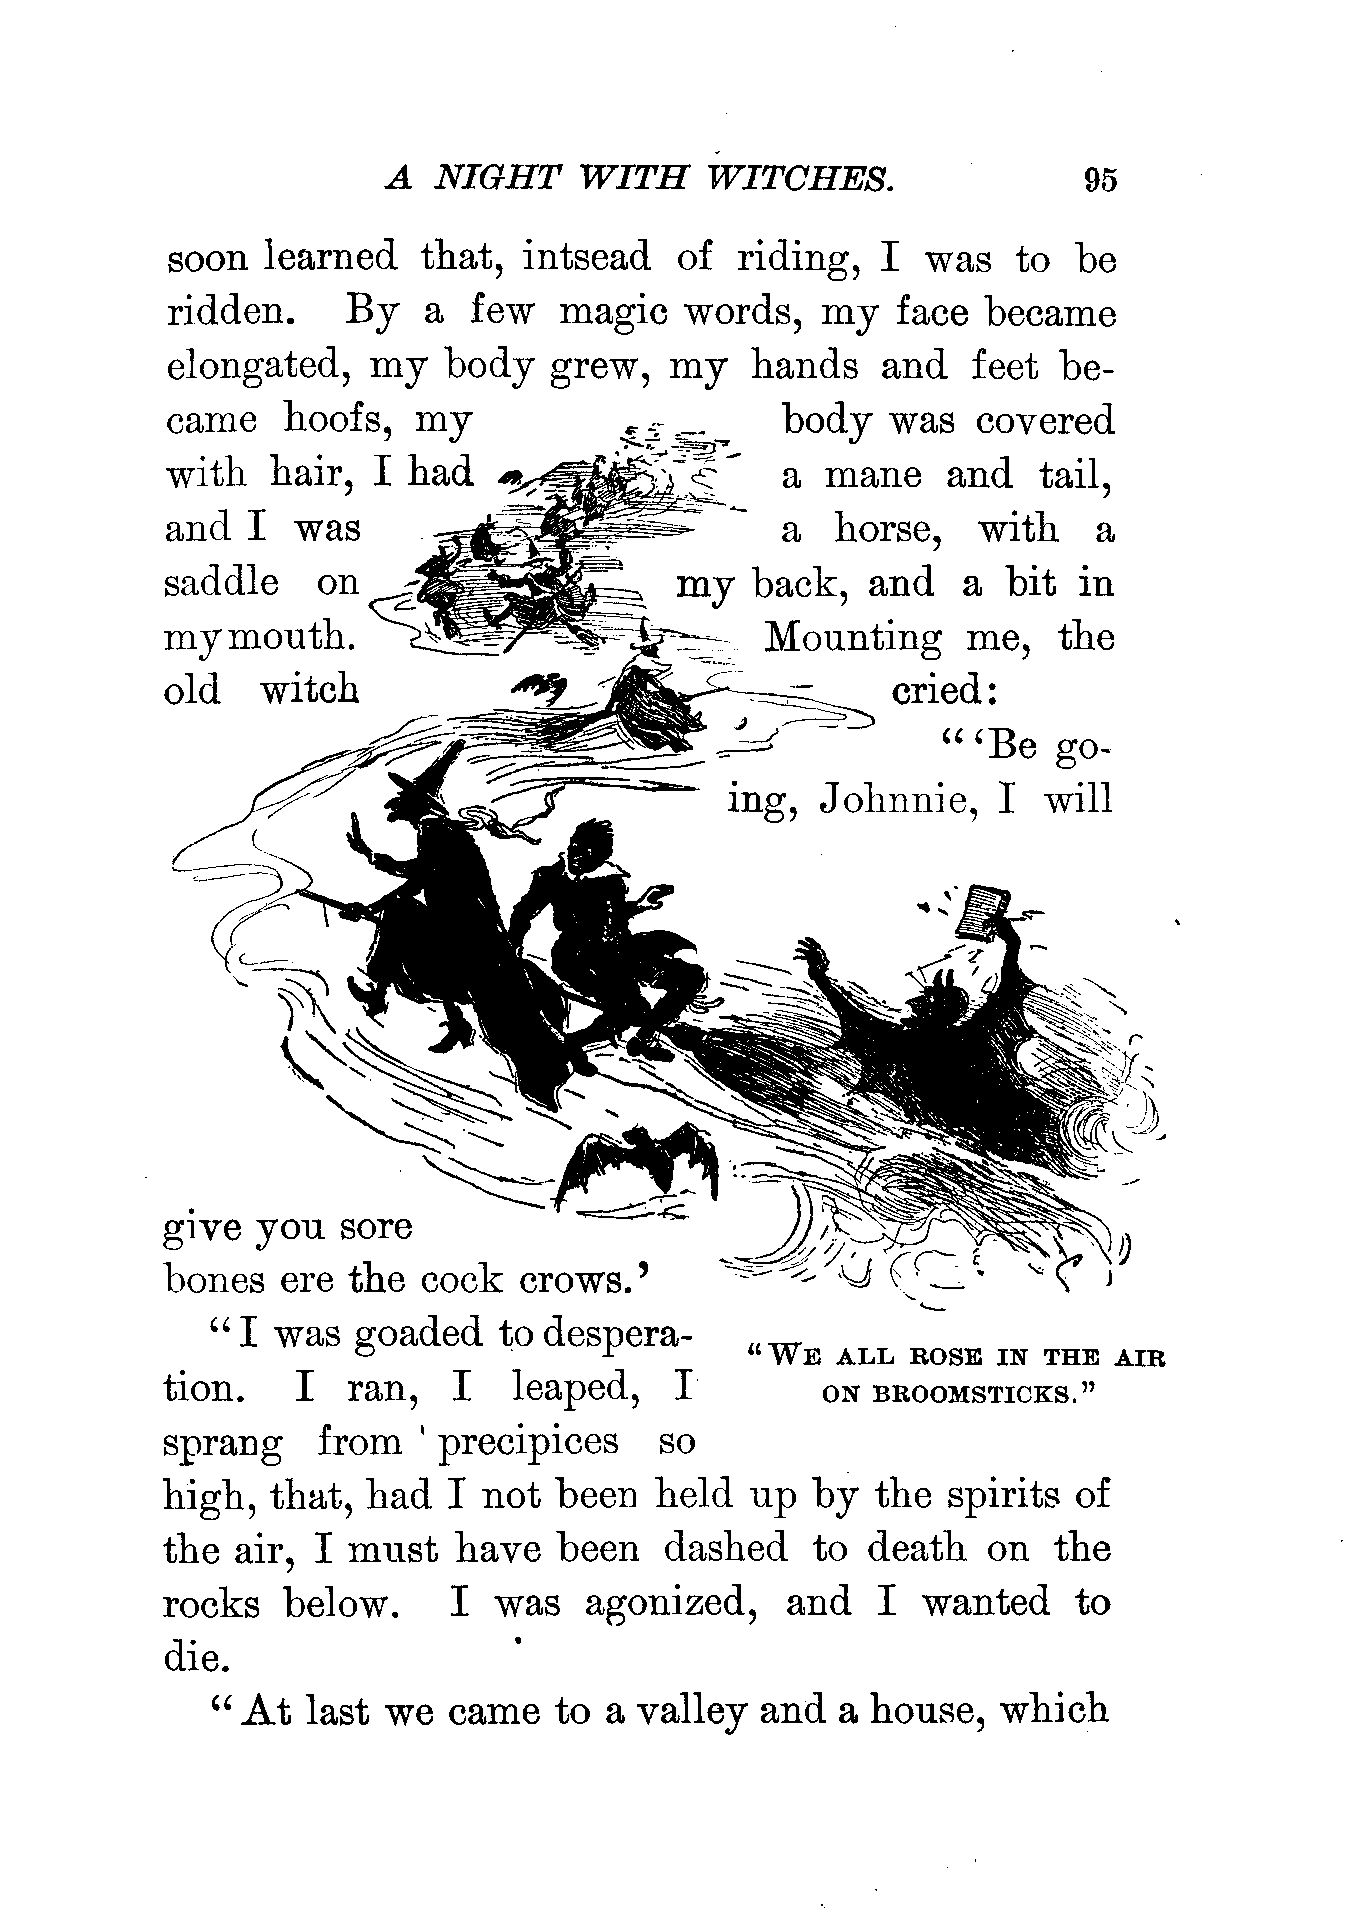 A NIGHT WITH WITCHES. 95
soon learned that, intsead of riding, I was to be
ridden. By a few magic words, my face became
elongated, my body grew, my hands and feet be-
came hoofs, my body was covered
with hair, I had a mane and tail,
and I was a horse, with a
saddle on my back, and a bit in
my mouth. Mounting me, the
old witch cried:
“‘Be go-
ing, Johnnie, I will
give you sore
bones ere the cock crows.’
“I was goaded to despera-
tion. I ran, I leaped, I
sprang from precipices so
“WE ALL ROSE IN THE AIR
ON BROOMSTICKS.”
high, that, had I not been held up by the spirits of
the air, I must have been dashed to death on the
rocks below. I was agonized, and I wanted to
die.
“At last we came to a valley and a house, which